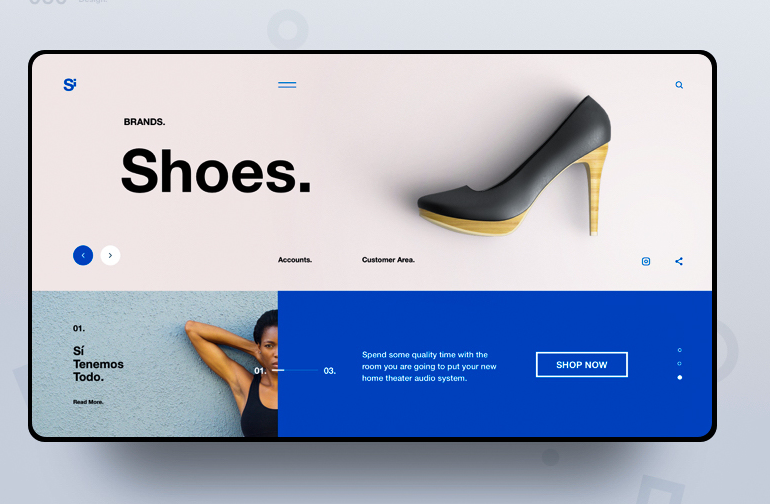 Sí
BRANDS.
Shoes.
Accounts.
Customer Area.
01.
Sí
Tenemos
Todo.
Read More.
01.
03.
Spend some quality time with the
room you are going to put your new
home theater audio system.
SHOP NOW